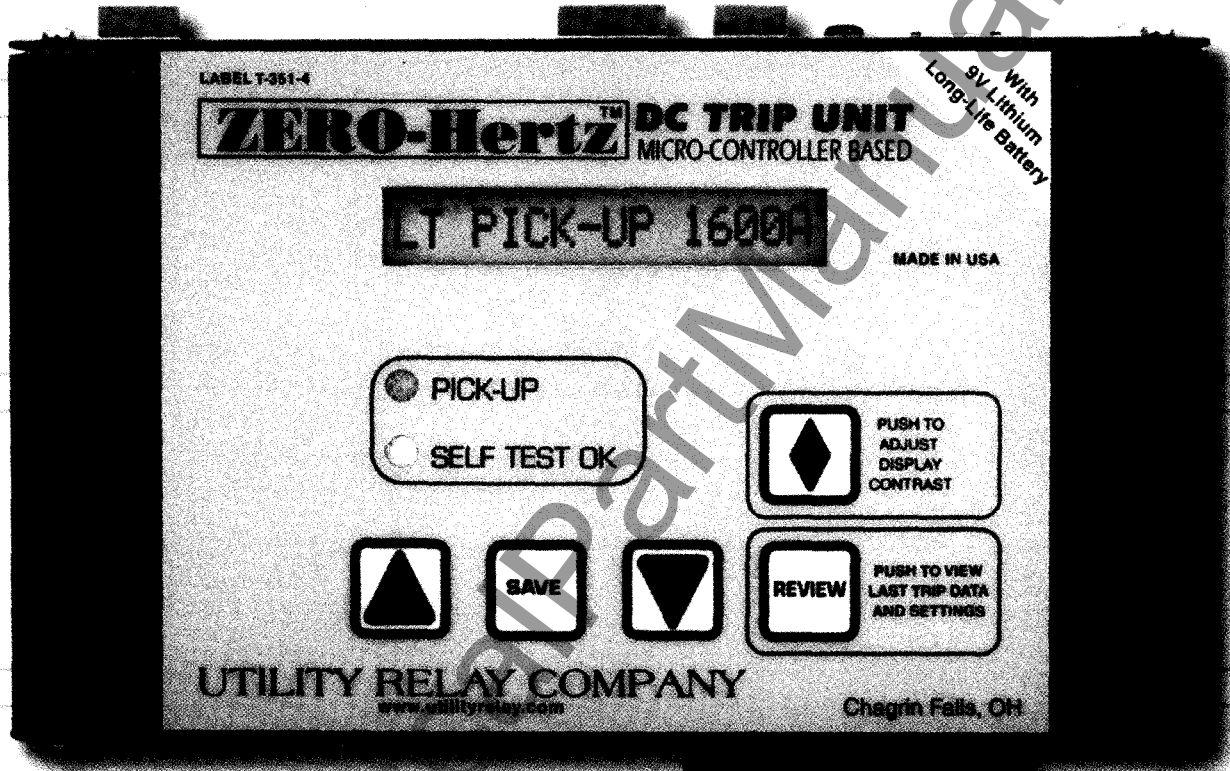 LABEL T-351-4
ZERO-Hertz™ DC TRIP UNIT
MICRO-CONTROLLER BASED
With
9V Lithium
Long-Life Battery
LT PICK-UP 1600A
MADE IN USA
PICK-UP
SELF TEST OK
PUSH TO
ADJUST
DISPLAY
CONTRAST
SAVE
REVIEW
PUSH TO VIEW
LAST TRIP DATA
AND SETTINGS
UTILITY RELAY COMPANY
www.utilityrelay.com
Chagrin Falls, OH